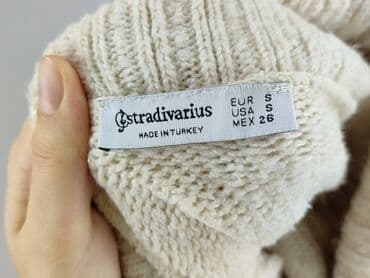 stradivarius
MADE IN TURKEY
EUR S
USA S
MEX 26